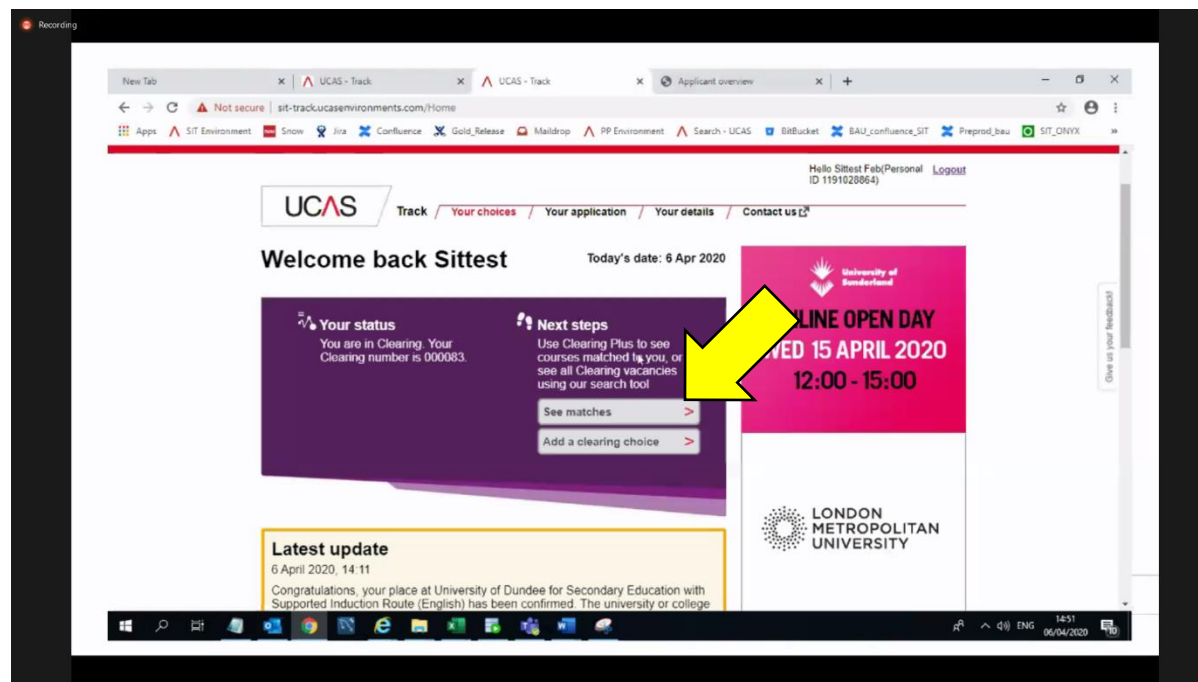 Recording
New Tab
UCAS - Track
UCAS - Track
Applicant overview
Not secure | sit-track.ucasenvironments.com/Home
Apps SIT Environment Snow Jira Confluence Gold_Release Maildrop PP Environment Search - UCAS BitBucket BAU_confluence_SIT Preprod_bau SIT_ONYX »
Hello Sittest Feb(Personal Logout
ID 1191028864)
UCAS Track / Your choices / Your application / Your details / Contact us
Welcome back Sittest
Today's date: 6 Apr 2020
Your status
You are in Clearing. Your
Clearing number is 000083.
Next steps
Use Clearing Plus to see
courses matched to you, or
see all Clearing vacancies
using our search tool
See matches >
Add a clearing choice >
University of
Sunderland
LINE OPEN DAY
WED 15 APRIL 2020
12:00 - 15:00
Give us your feedback!
LONDON
METROPOLITAN
UNIVERSITY
Latest update
6 April 2020, 14:11
Congratulations, your place at University of Dundee for Secondary Education with
Supported Induction Route (English) has been confirmed. The university or college
ENG
14:51
06/04/2020